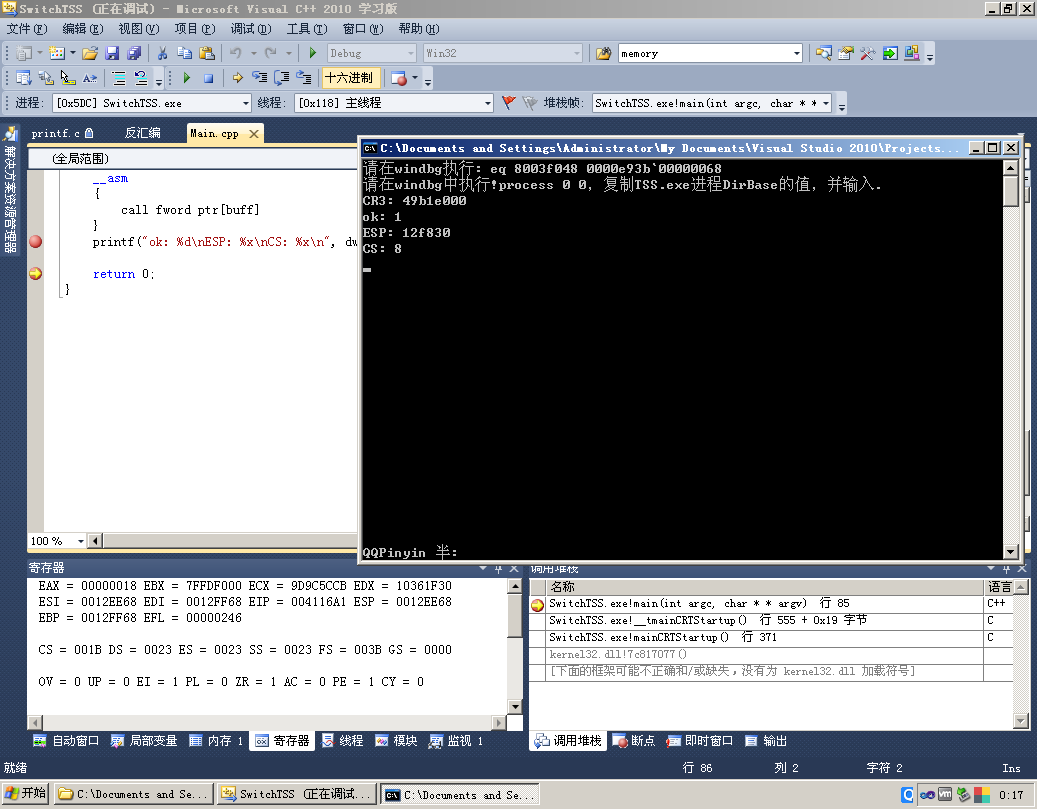 SwitchTSS (正在调试) - Microsoft Visual C++ 2010 学习版
文件(F) 编辑(E) 视图(V) 项目(P) 调试(D) 工具(T) 窗口(W) 帮助(H)
Debug Win32 memory
十六进制
进程: [0x5DC] SwitchTSS.exe 线程: [0x118] 主线程 堆栈帧: SwitchTSS.exe!main(int argc, char * *
printf.c 反汇编 Main.cpp
解决方案资源管理器
(全局范围)
__asm
{
call fword ptr[buff]
}
printf("ok: %d\nESP: %x\nCS: %x\n", dw
return 0;
}
100 %
C:\Documents and Settings\Administrator\My Documents\Visual Studio 2010\Projects...
请在windbg执行: eq 8003f048 0000e93b`00000068
请在windbg中执行!process 0 0, 复制TSS.exe进程DirBase的值, 并输入.
CR3: 49b1e000
ok: 1
ESP: 12f830
CS: 8
QQPinyin 半:
寄存器
EAX = 00000018 EBX = 7FFDF000 ECX = 9D9C5CCB EDX = 10361F30
ESI = 0012EE68 EDI = 0012FF68 EIP = 004116A1 ESP = 0012EE68
EBP = 0012FF68 EFL = 00000246
CS = 001B DS = 0023 ES = 0023 SS = 0023 FS = 003B GS = 0000
OV = 0 UP = 0 EI = 1 PL = 0 ZR = 1 AC = 0 PE = 1 CY = 0
调用堆栈
名称 语言
SwitchTSS.exe!main(int argc, char * * argv) 行 85 C++
SwitchTSS.exe!__tmainCRTStartup() 行 555 + 0x19 字节 C
SwitchTSS.exe!mainCRTStartup() 行 371 C
kernel32.dll!7c817077()
[下面的框架可能不正确和/或缺失,没有为 kernel32.dll 加载符号]
自动窗口 局部变量 内存 1 寄存器 线程 模块 监视 1
调用堆栈 断点 即时窗口 输出
就绪 行 86 列 2 字符 2 Ins
开始 C:\Documents and Se... SwitchTSS (正在调试... C:\Documents and Se... 0:17